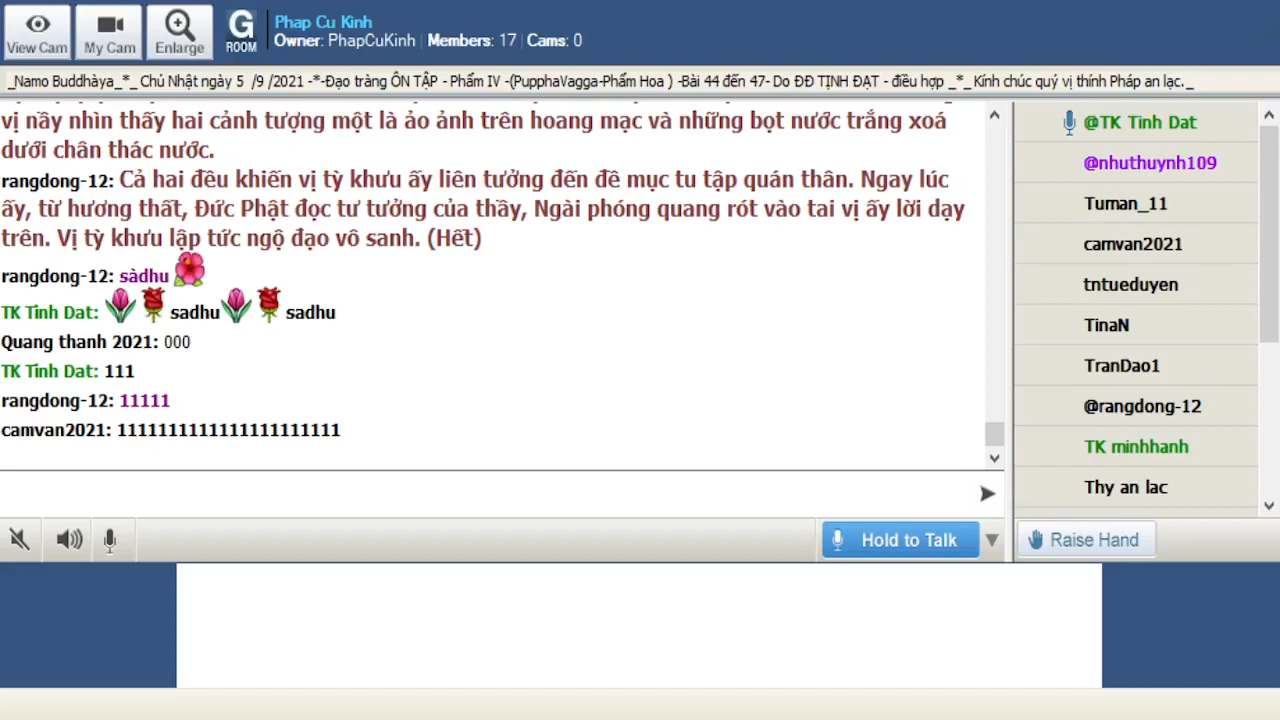 View Cam
My Cam
Enlarge
G
ROOM
Phap Cu Kinh
Owner: PhapCuKinh | Members: 17 | Cams: 0
_Namo Buddhàya_*_ Chủ Nhật ngày 5 /9 /2021 -*-Đạo tràng ÔN TẬP - Phẩm IV -(PupphaVagga-Phẩm Hoa ) -Bài 44 đến 47- Do ĐĐ TỊNH ĐẠT - điều hợp _*_ Kính chúc quý vị thính Pháp an lạc._
vị nầy nhìn thấy hai cảnh tượng một là ảo ảnh trên hoang mạc và những bọt nước trắng xoá
dưới chân thác nước.
rangdong-12: Cả hai đều khiến vị tỳ khưu ấy liên tưởng đến đề mục tu tập quán thân. Ngay lúc
ấy, từ hương thất, Đức Phật đọc tư tưởng của thầy, Ngài phóng quang rót vào tai vị ấy lời dạy
trên. Vị tỳ khưu lập tức ngộ đạo vô sanh. (Hết)
rangdong-12: sàdhu
TK Tinh Dat: sadhu sadhu
Quang thanh 2021: 000
TK Tinh Dat: 111
rangdong-12: 11111
camvan2021: 1111111111111111111111
@TK Tinh Dat
@nhuthuynh109
Tuman_11
camvan2021
tntueduyen
TinaN
TranDao1
@rangdong-12
TK minhhanh
Thy an lac
Hold to Talk
Raise Hand